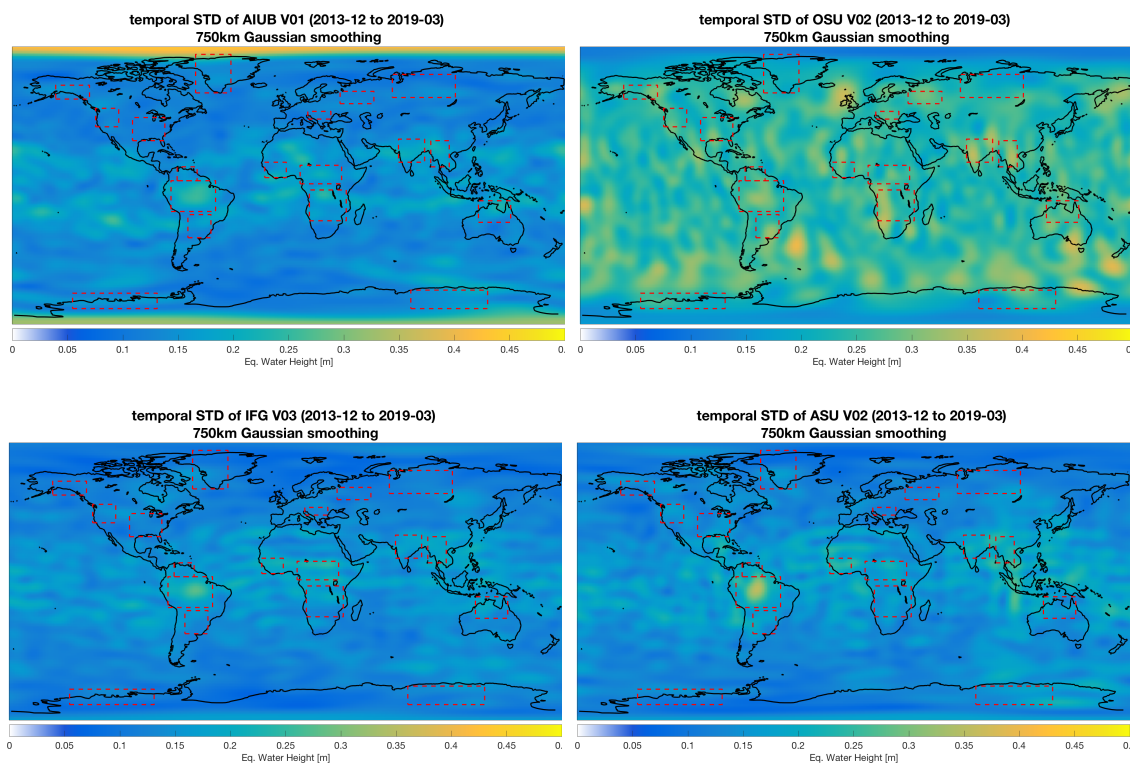 temporal STD of AIUB V01 (2013-12 to 2019-03)
750km Gaussian smoothing
0 0.05 0.1 0.15 0.2 0.25 0.3 0.35 0.4 0.45 0.
Eq. Water Height [m]
temporal STD of OSU V02 (2013-12 to 2019-03)
750km Gaussian smoothing
0 0.05 0.1 0.15 0.2 0.25 0.3 0.35 0.4 0.45 0.
Eq. Water Height [m]
temporal STD of IFG V03 (2013-12 to 2019-03)
750km Gaussian smoothing
0 0.05 0.1 0.15 0.2 0.25 0.3 0.35 0.4 0.45 0.
Eq. Water Height [m]
temporal STD of ASU V02 (2013-12 to 2019-03)
750km Gaussian smoothing
0 0.05 0.1 0.15 0.2 0.25 0.3 0.35 0.4 0.45 0.
Eq. Water Height [m]